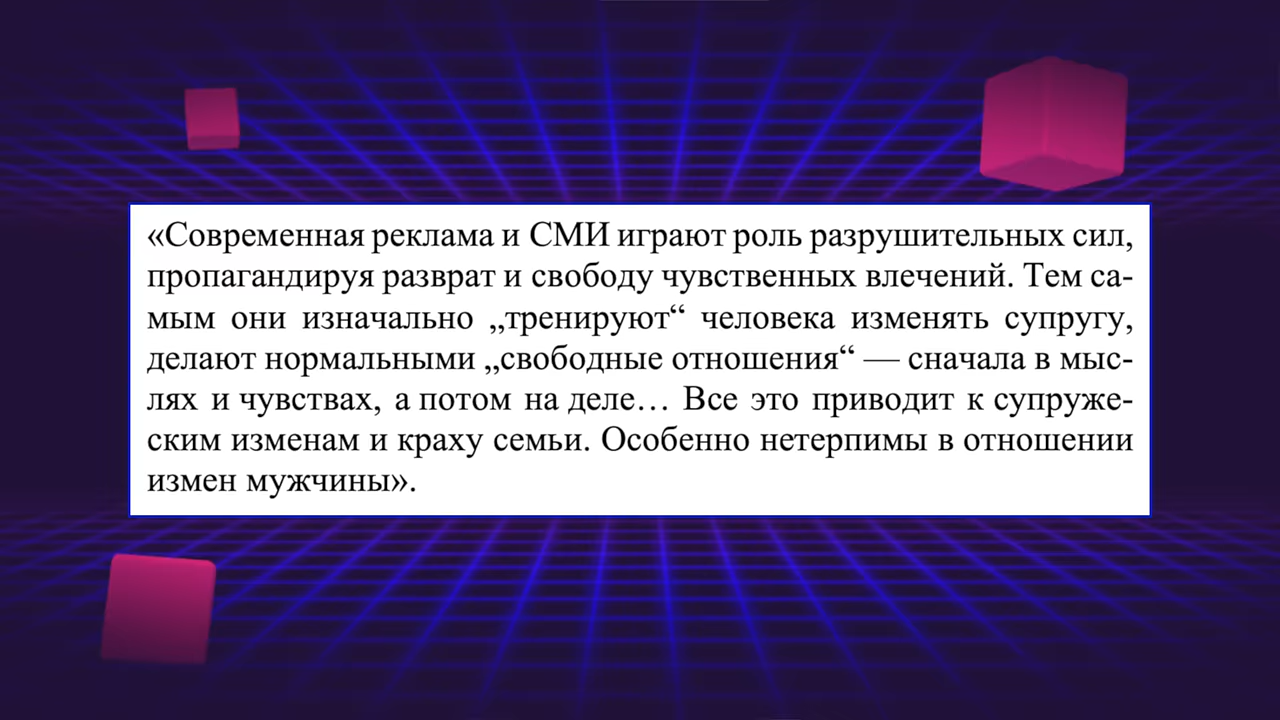 «Современная реклама и СМИ играют роль разрушительных сил,
пропагандируя разврат и свободу чувственных влечений. Тем са-
мым они изначально „тренируют“ человека изменять супругу,
делают нормальными „свободные отношения“ — сначала в мыс-
лях и чувствах, а потом на деле… Все это приводит к супруже-
ским изменам и краху семьи. Особенно нетерпимы в отношении
измен мужчины».